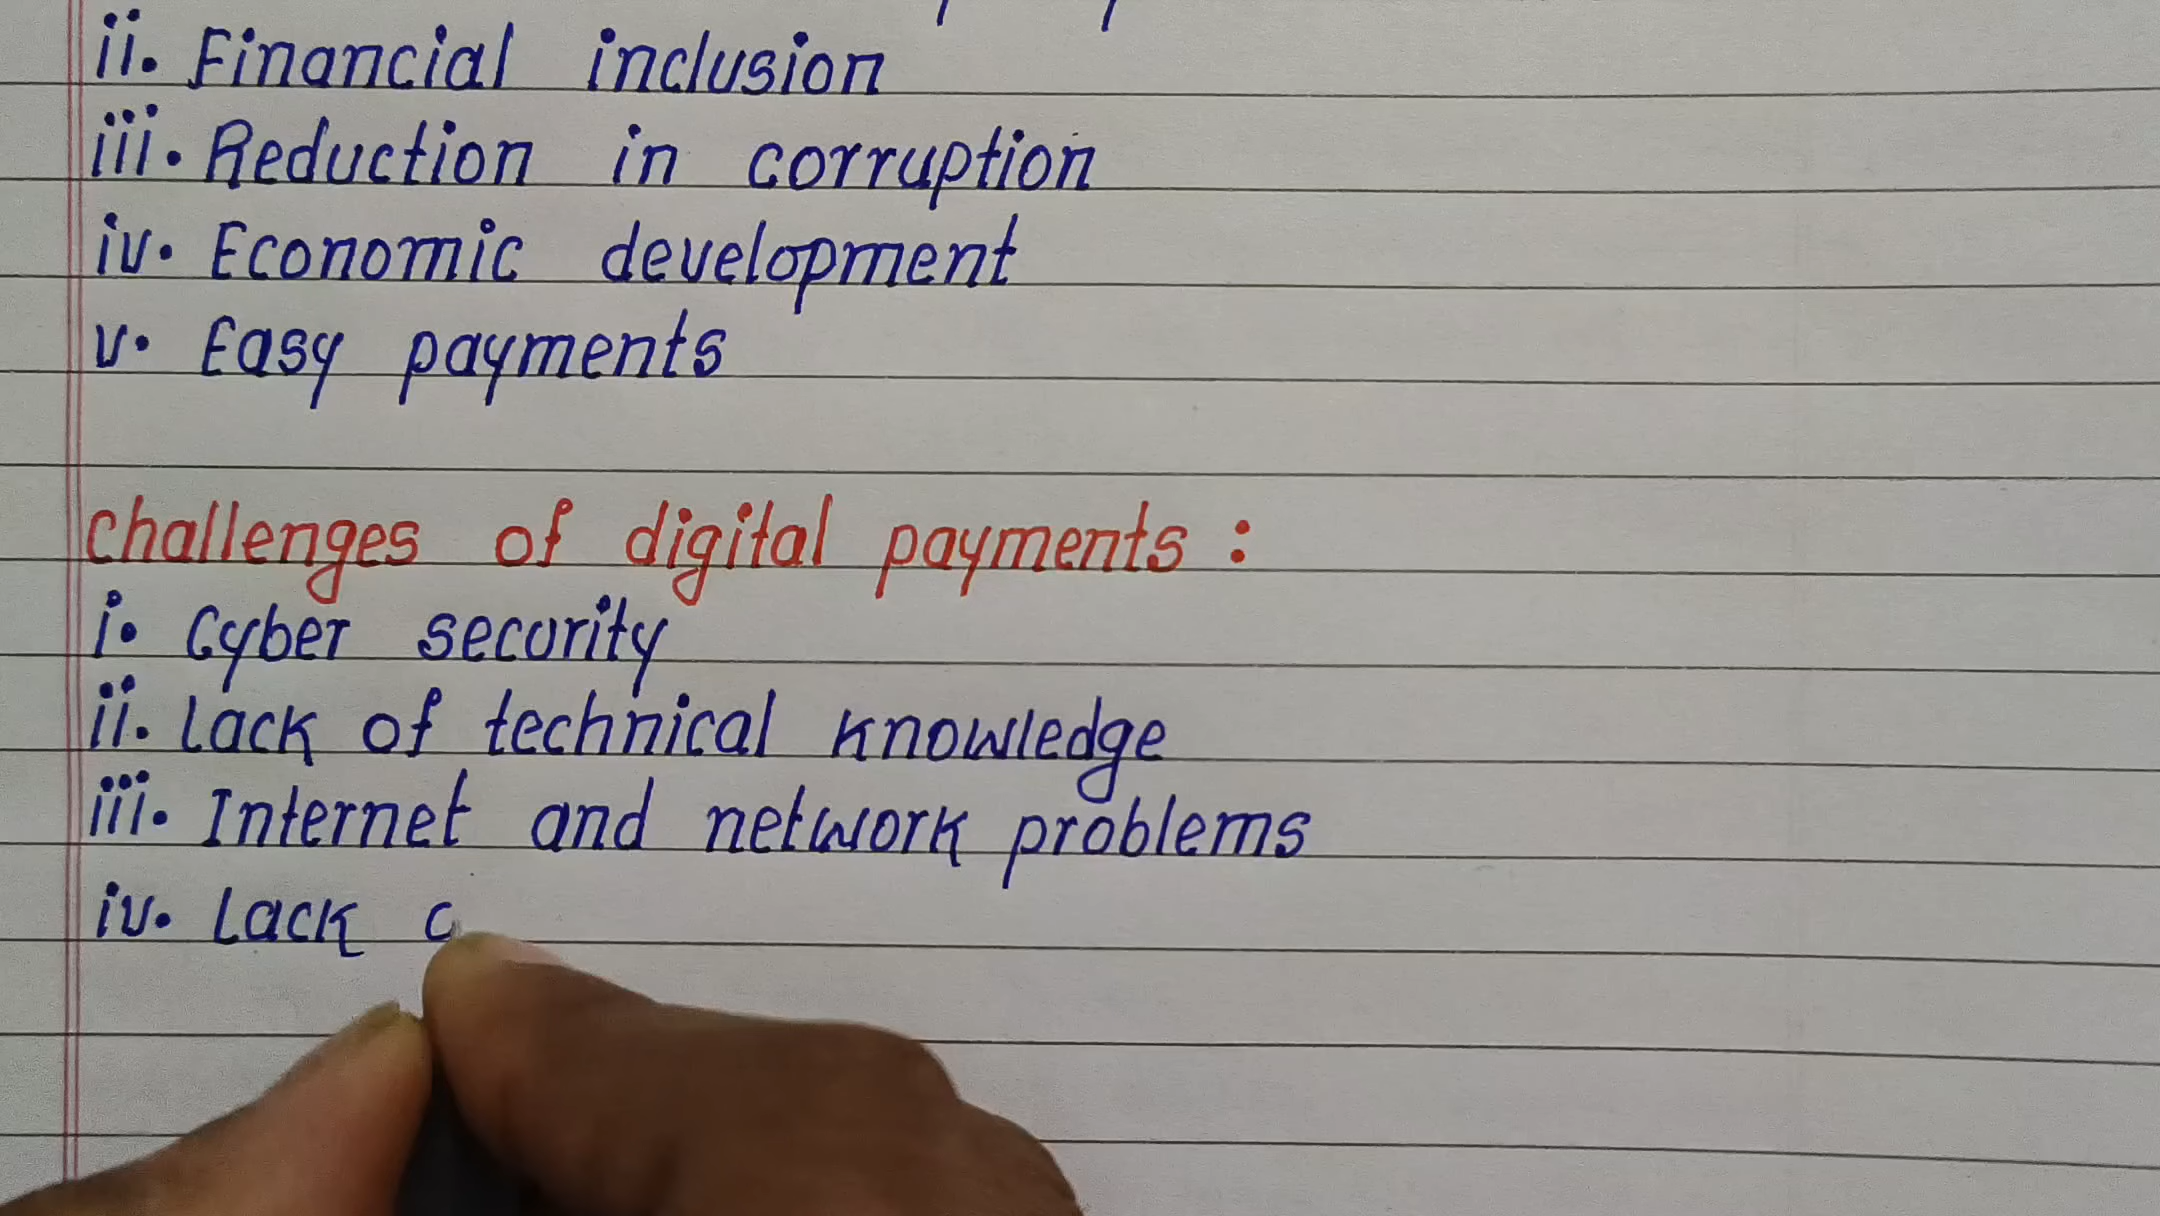 ii. Financial inclusion
iii. Reduction in corruption
iv. Economic development
v. Easy payments
challenges of digital payments :
i. Cyber security
ii. Lack of technical knowledge
iii. Internet and network problems
iv. Lack